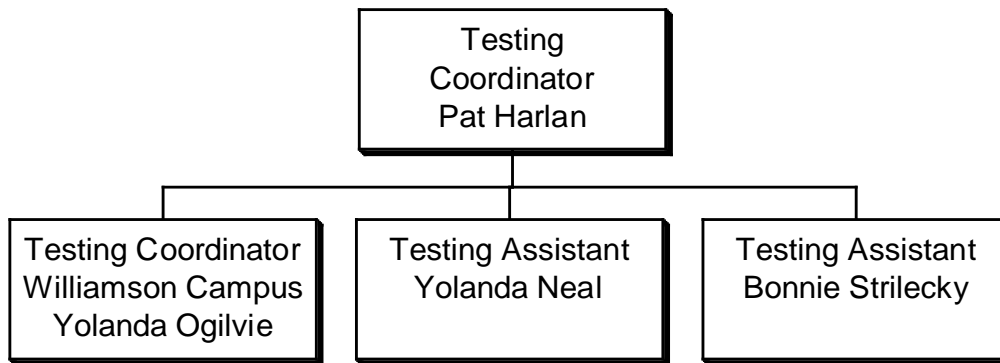 Testing
Coordinator
Pat Harlan
Testing Coordinator
Williamson Campus
Yolanda Ogilvie
Testing Assistant
Yolanda Neal
Testing Assistant
Bonnie Strilecky